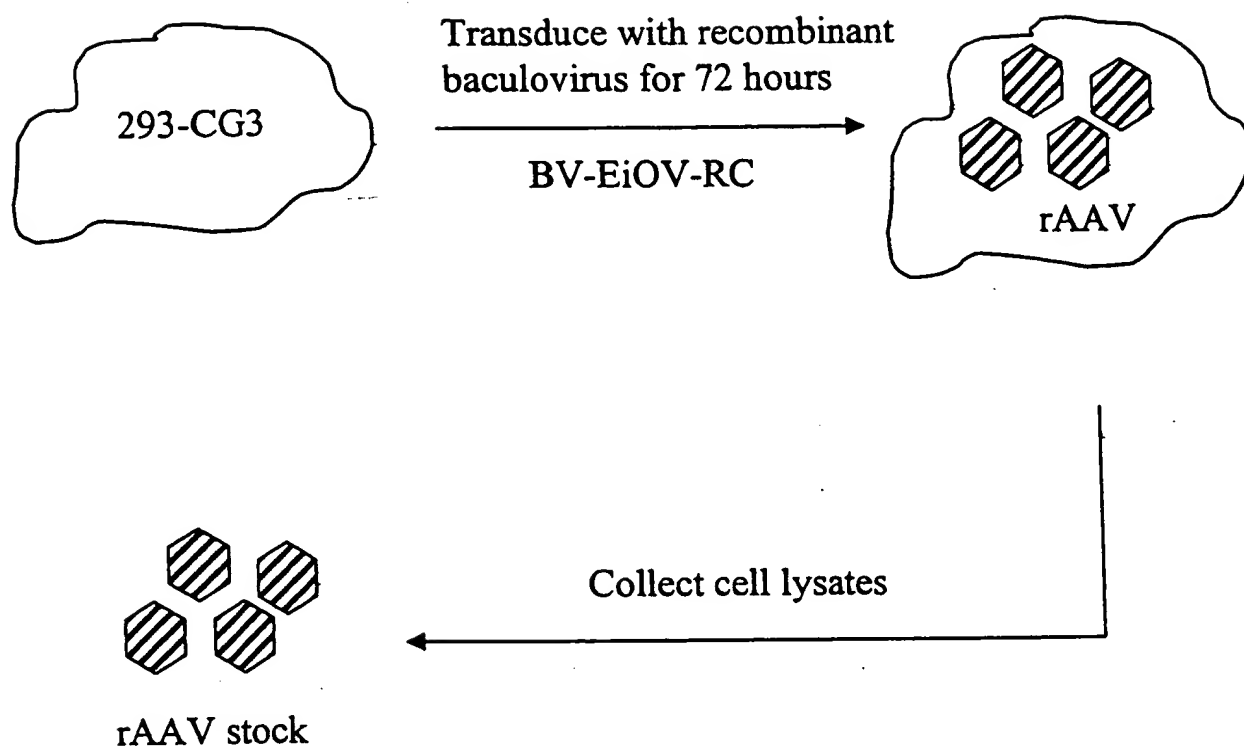 293-CG3
Transduce with recombinant
baculovirus for 72 hours
BV-EiOV-RC
rAAV
Collect cell lysates
rAAV stock